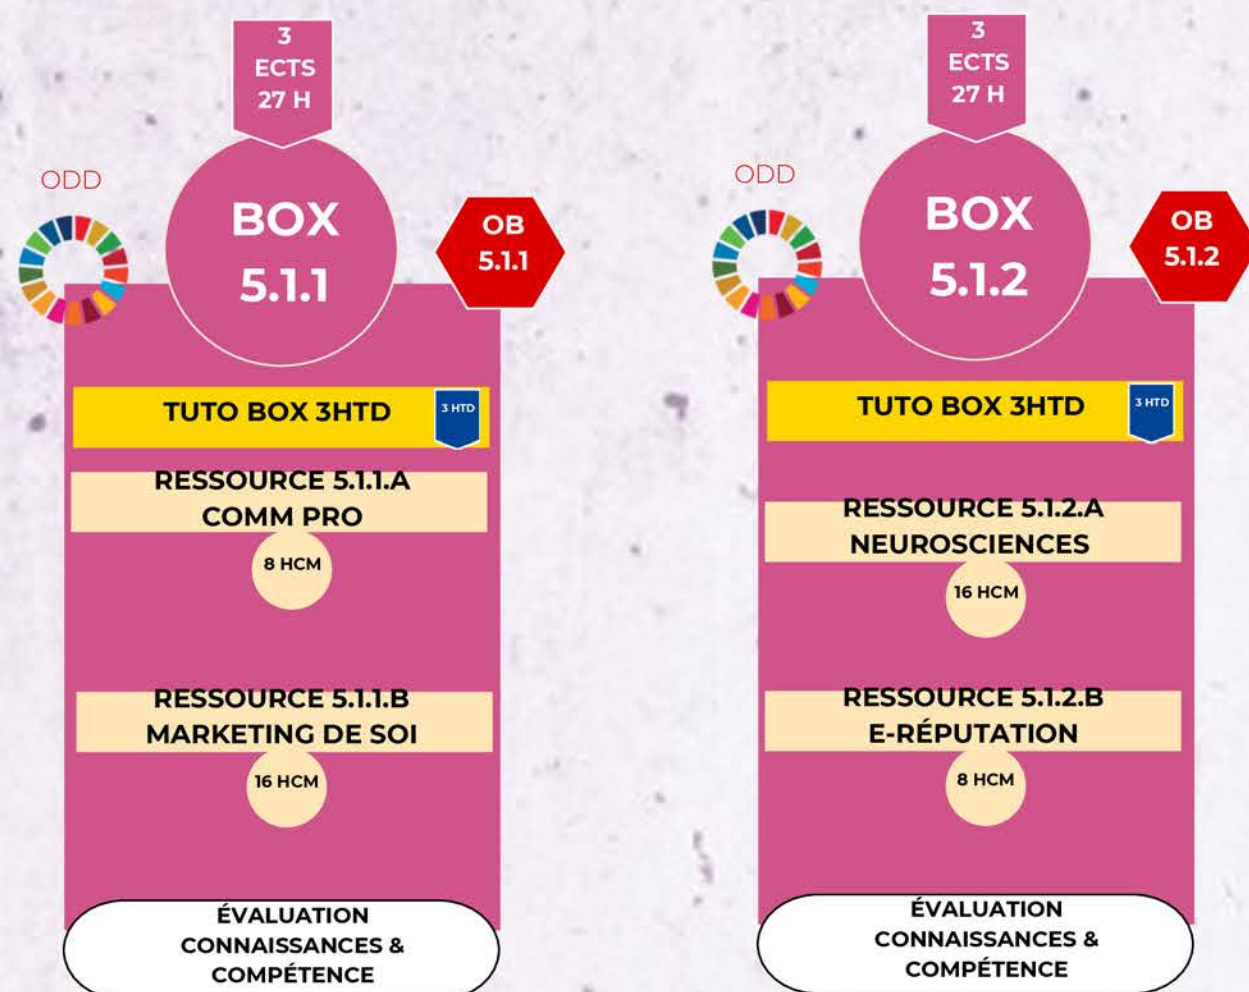 3
ECTS
27 H
ODD
BOX
5.1.1
OB
5.1.1
TUTO BOX 3HTD
3 HTD
RESSOURCE 5.1.1.A
COMM PRO
8 HCM
RESSOURCE 5.1.1.B
MARKETING DE SOI
16 HCM
ÉVALUATION
CONNAISSANCES &
COMPÉTENCE
3
ECTS
27 H
ODD
BOX
5.1.2
OB
5.1.2
TUTO BOX 3HTD
3 HTD
RESSOURCE 5.1.2.A
NEUROSCIENCES
16 HCM
RESSOURCE 5.1.2.B
E-RÉPUTATION
8 HCM
ÉVALUATION
CONNAISSANCES &
COMPÉTENCE